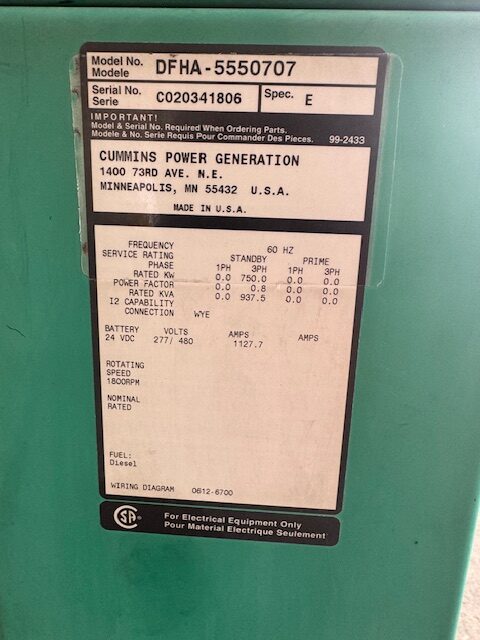 Model No.
Modele
DFHA-5550707
Serial No.
Serie
C020341806
Spec. E
IMPORTANT!
Model & Serial No. Required When Ordering Parts.
Modele & No. Serie Requis Pour Commander Des Pieces. 99-2433
CUMMINS POWER GENERATION
1400 73RD AVE. N.E.
MINNEAPOLIS, MN 55432 U.S.A.
MADE IN U.S.A.
FREQUENCY 60 HZ
SERVICE RATING STANDBY PRIME
PHASE 1PH 3PH 1PH 3PH
RATED KW 0.0 750.0 0.0 0.0
POWER FACTOR 0.0 0.8 0.0 0.0
RATED KVA 0.0 937.5 0.0 0.0
I2 CAPABILITY
CONNECTION WYE
BATTERY VOLTS AMPS AMPS
24 VDC 277/ 480 1127.7
ROTATING
SPEED
1800RPM
NOMINAL
RATED
FUEL:
Diesel
WIRING DIAGRAM 0612-6700
CSA®
For Electrical Equipment Only
Pour Material Electrique Seulement